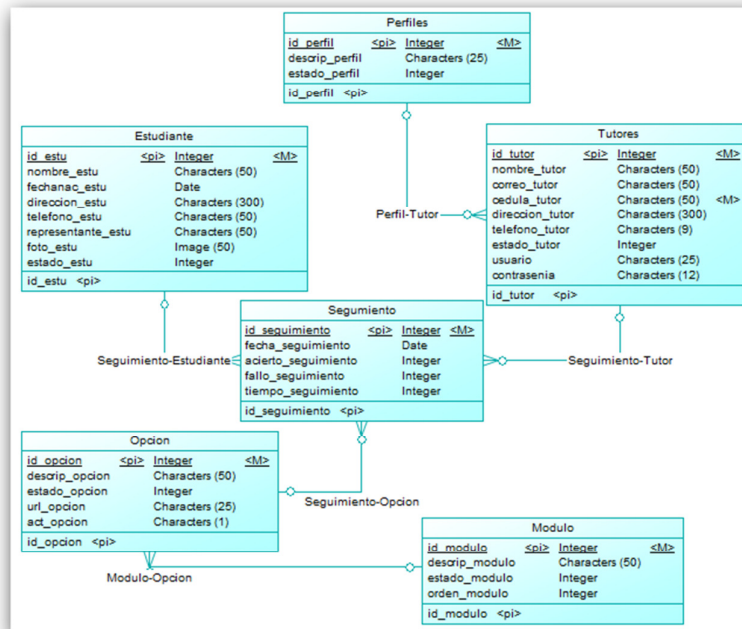 Perfiles
id_perfil <pi> Integer <M>
descrip_perfil Characters (25)
estado_perfil Integer
id_perfil <pi>
Estudiante
id_estu <pi> Integer <M>
nombre_estu Characters (50)
fechanac_estu Date
direccion_estu Characters (300)
telefono_estu Characters (50)
representante_estu Characters (50)
foto_estu Image (50)
estado_estu Integer
id_estu <pi>
Tutores
id_tutor <pi> Integer <M>
nombre_tutor Characters (50)
correo_tutor Characters (50)
cedula_tutor Characters (50) <M>
direccion_tutor Characters (300)
telefono_tutor Characters (9)
estado_tutor Integer
usuario Characters (25)
contrasenia Characters (12)
id_tutor <pi>
Perfil-Tutor
Segumiento
id_seguimiento <pi> Integer <M>
fecha_seguimiento Date
acierto_seguimiento Integer
fallo_seguimiento Integer
tiempo_seguimiento Integer
id_seguimiento <pi>
Seguimiento-Estudiante
Seguimiento-Tutor
Opcion
id_opcion <pi> Integer <M>
descrip_opcion Characters (50)
estado_opcion Integer
url_opcion Characters (25)
act_opcion Characters (1)
id_opcion <pi>
Seguimiento-Opcion
Modulo
id_modulo <pi> Integer <M>
descrip_modulo Characters (50)
estado_modulo Integer
orden_modulo Integer
id_modulo <pi>
Modulo-Opcion